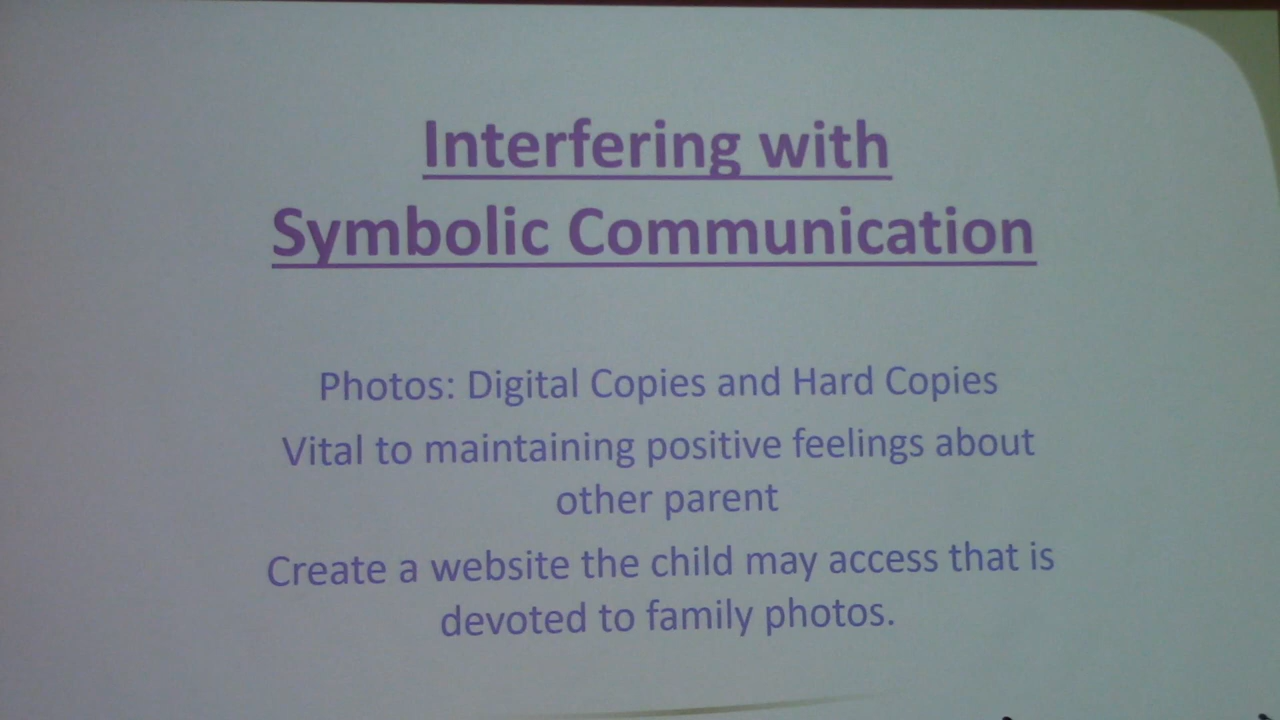 Interfering with
Symbolic Communication
Photos: Digital Copies and Hard Copies
Vital to maintaining positive feelings about
other parent
Create a website the child may access that is
devoted to family photos.